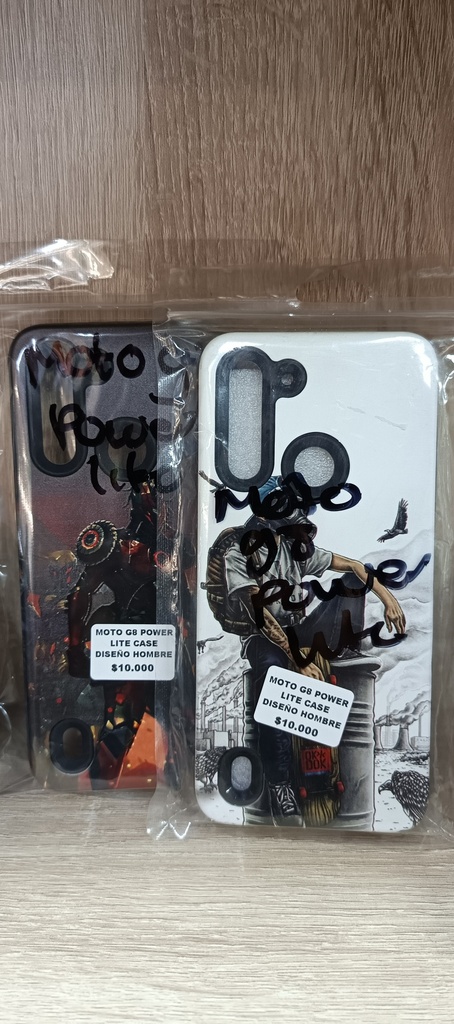 Moto G
Power
lite
MOTO G8 POWER
LITE CASE
DISEÑO HOMBRE
$10.000
Moto
g8
Power
lite
MOTO G8 POWER
LITE CASE
DISEÑO HOMBRE
$10.000